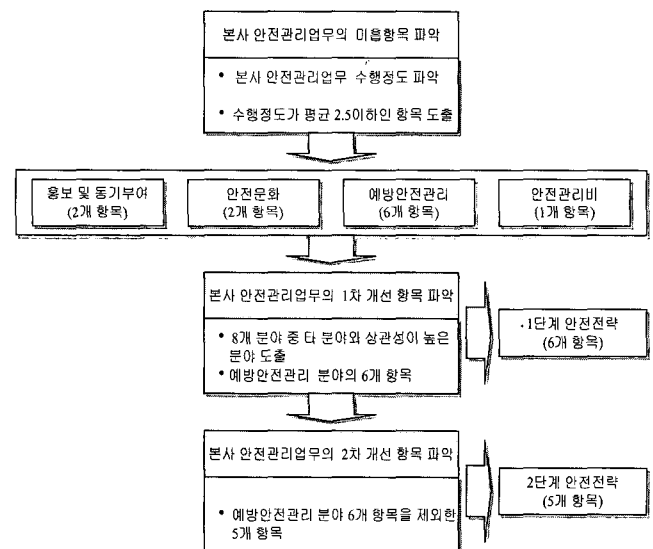 본사 안전관리업무의 미흡항목 파악
• 본사 안전관리업무 수행정도 파악
• 수행정도가 평균 2.5이하인 항목 도출
홍보 및 동기부여
(2개 항목)
안전문화
(2개 항목)
예방안전관리
(6개 항목)
안전관리비
(1개 항목)
본사 안전관리업무의 1차 개선 항목 파악
• 8개 분야 중 타 분야와 상관성이 높은
분야 도출
• 예방안전관리 분야의 6개 항목
1단계 안전전략
(6개 항목)
본사 안전관리업무의 2차 개선 항목 파악
• 예방안전관리 분야 6개 항목을 제외한
5개 항목
2단계 안전전략
(5개 항목)